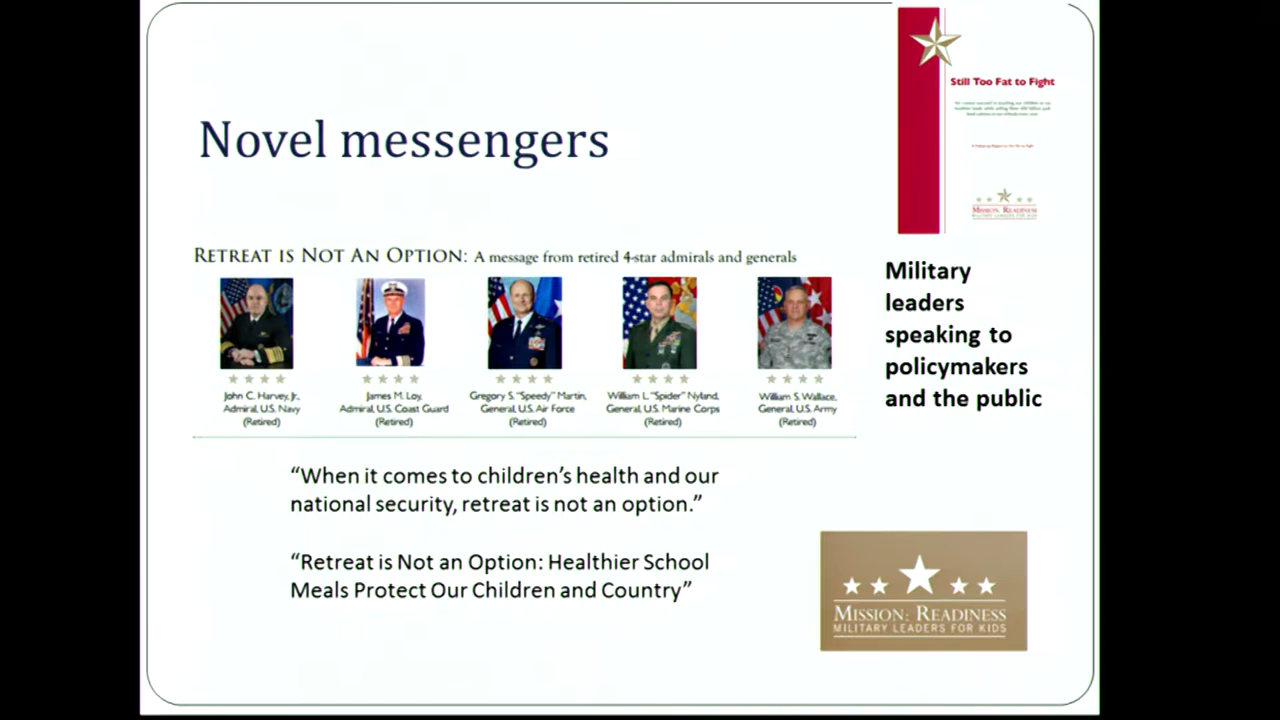 Still Too Fat to Fight
MISSION: READINESS
MILITARY LEADERS FOR KIDS
Novel messengers
RETREAT IS NOT AN OPTION: A message from retired 4-star admirals and generals
John C. Harvey, Jr.,
Admiral, U.S. Navy
(Retired)
James M. Loy,
Admiral, U.S. Coast Guard
(Retired)
Gregory S. "Speedy" Martin,
General, U.S. Air Force
(Retired)
William L. "Spider" Nyland,
General, U.S. Marine Corps
(Retired)
William S. Wallace,
General, U.S. Army
(Retired)
Military
leaders
speaking to
policymakers
and the public
“When it comes to children’s health and our
national security, retreat is not an option.”
“Retreat is Not an Option: Healthier School
Meals Protect Our Children and Country”
MISSION: READINESS
MILITARY LEADERS FOR KIDS